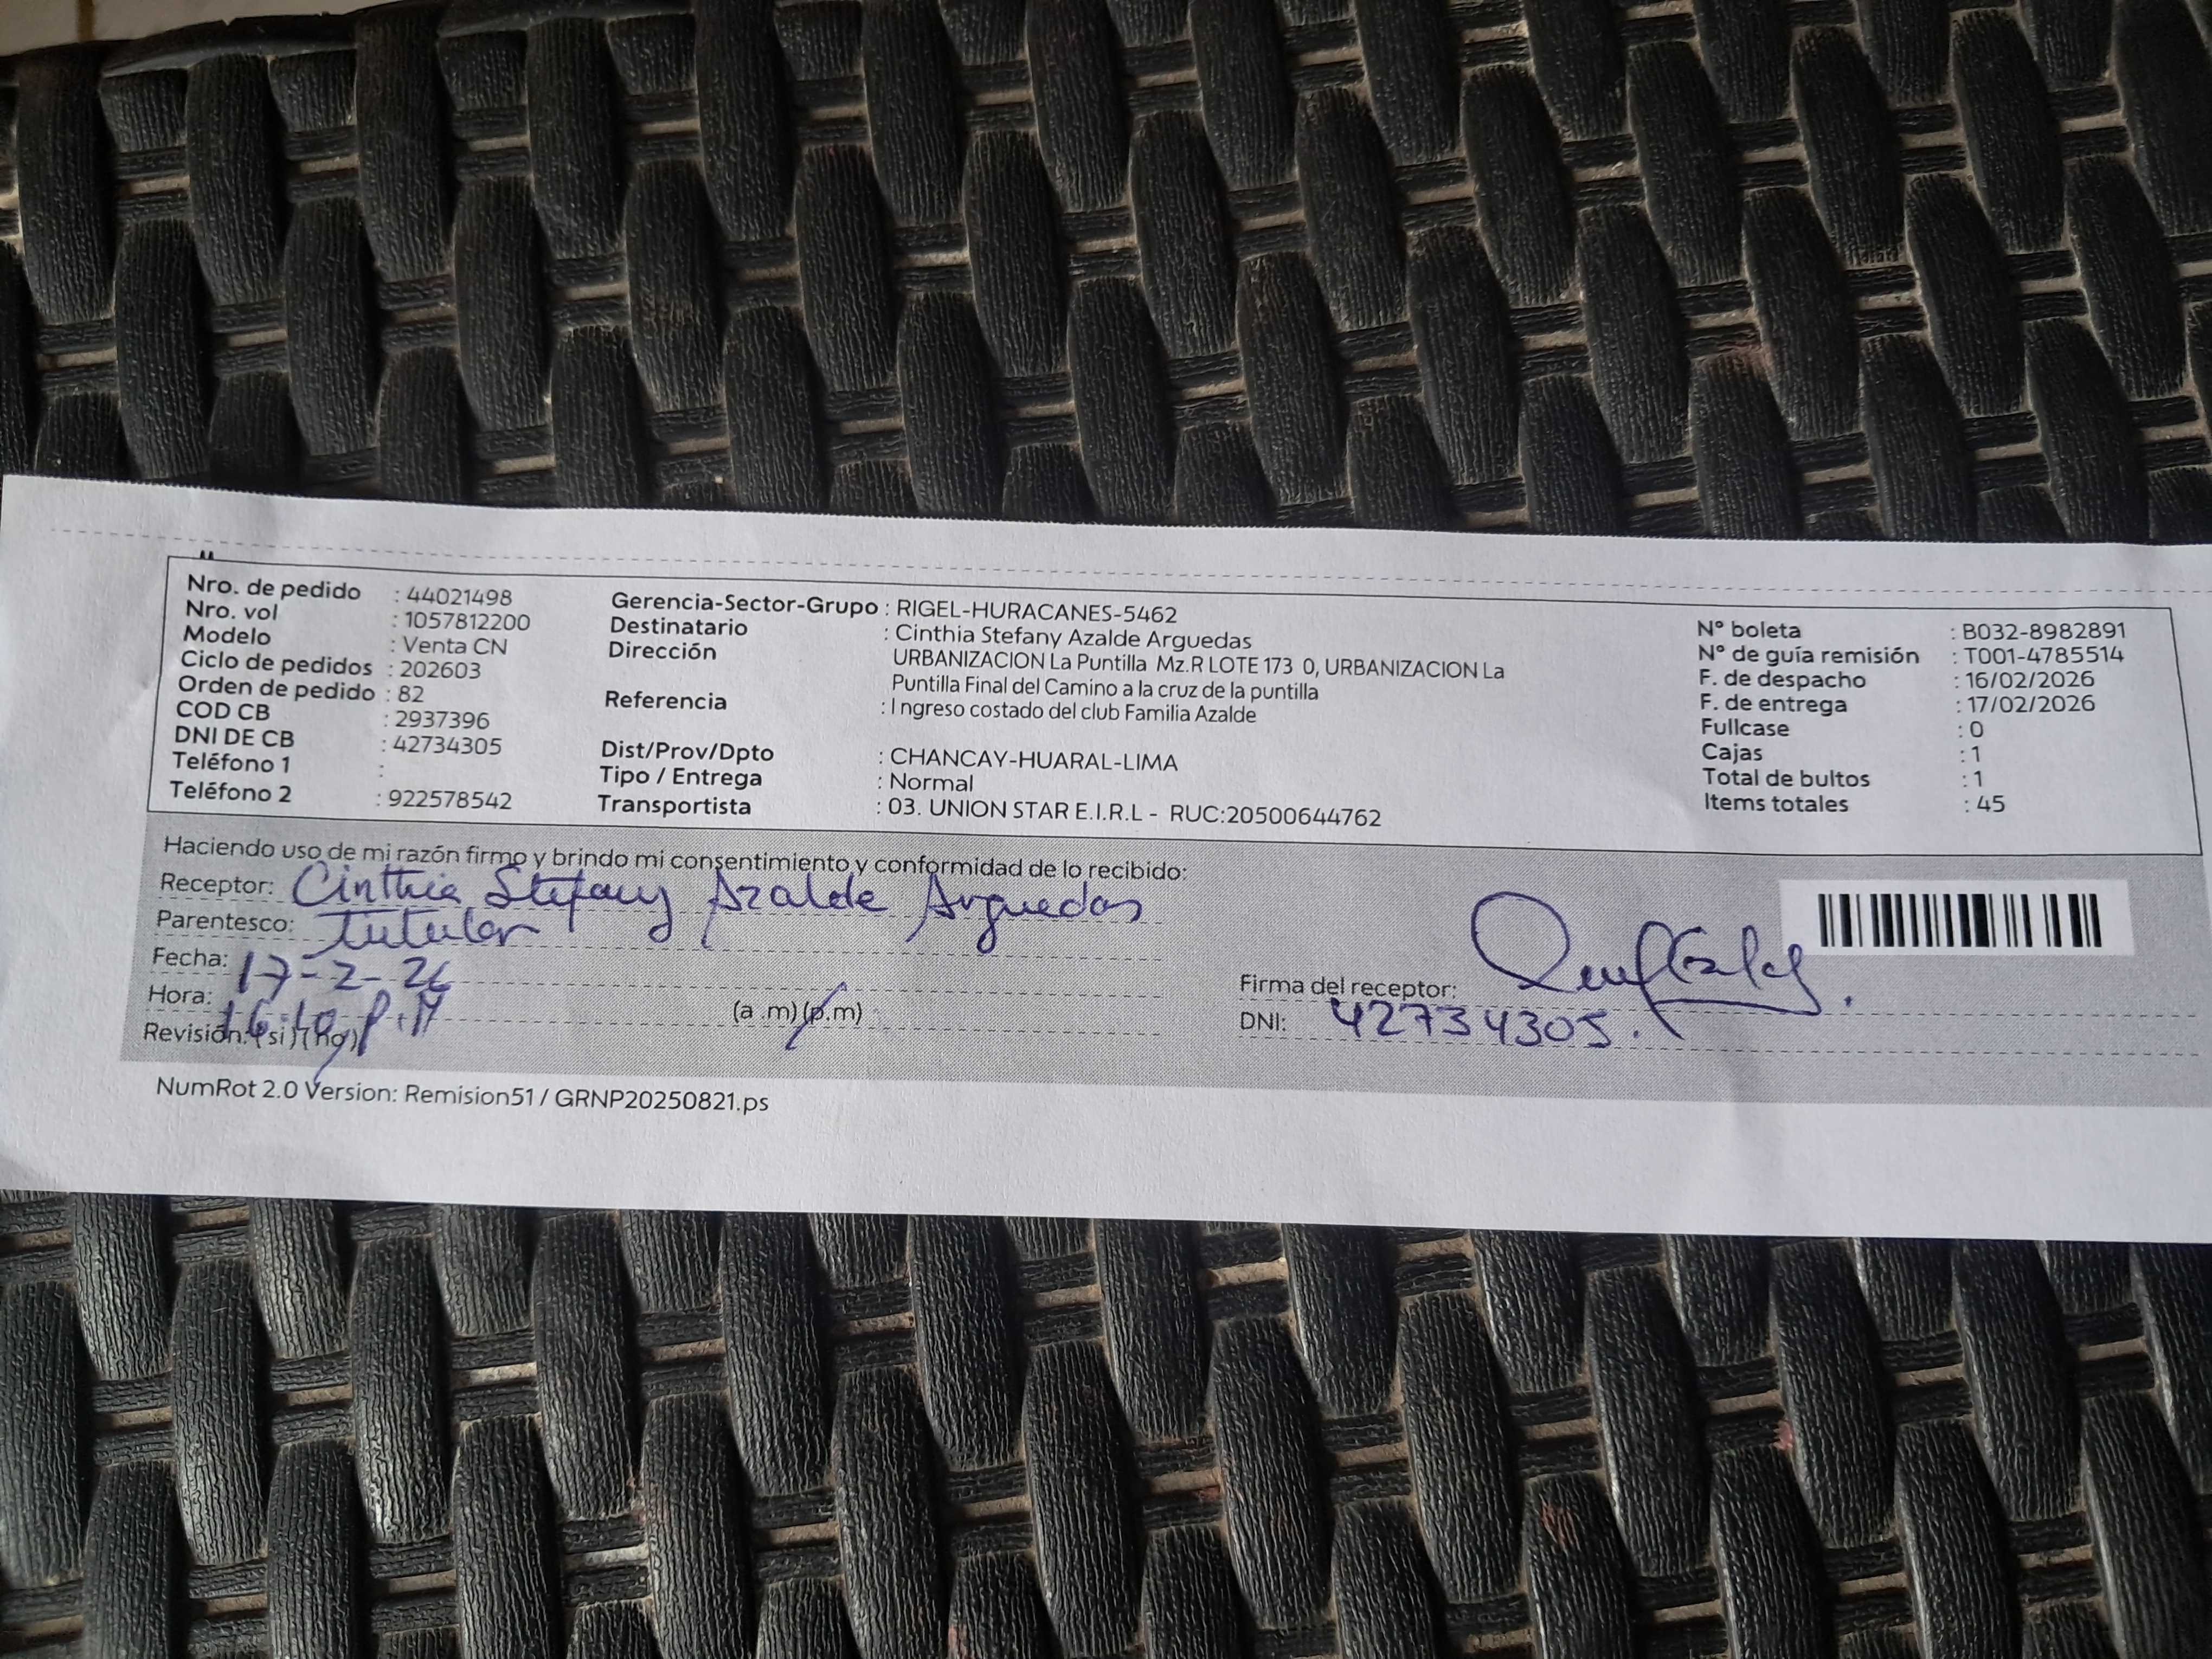 Nro. de pedido : 44021498
Nro. vol : 1057812200
Modelo : Venta CN
Ciclo de pedidos : 202603
Orden de pedido : 82
COD CB : 2937396
DNI DE CB : 42734305
Teléfono 1 :
Teléfono 2 : 922578542
Gerencia-Sector-Grupo : RIGEL-HURACANES-5462
Destinatario : Cinthia Stefany Azalde Arguedas
Dirección URBANIZACION La Puntilla Mz.R LOTE 173 0, URBANIZACION La
Puntilla Final del Camino a la cruz de la puntilla
Referencia : Ingreso costado del club Familia Azalde
Dist/Prov/Dpto : CHANCAY-HUARAL-LIMA
Tipo / Entrega : Normal
Transportista : 03. UNION STAR E.I.R.L - RUC:20500644762
N° boleta : B032-8982891
N° de guía remisión : T001-4785514
F. de despacho : 16/02/2026
F. de entrega : 17/02/2026
Fullcase : 0
Cajas : 1
Total de bultos : 1
Items totales : 45
Haciendo uso de mi razón firmo y brindo mi consentimiento y conformidad de lo recibido:
Receptor: Cinthia Stefany Azalde Arguedas
Parentesco: Titular
Fecha: 17-2-26
Hora: P.M (a .m) (p.m)
Revisión: (si) (no)
Firma del receptor:
DNI: 42734305.
NumRot 2.0 Version: Remision51 / GRNP20250821.ps